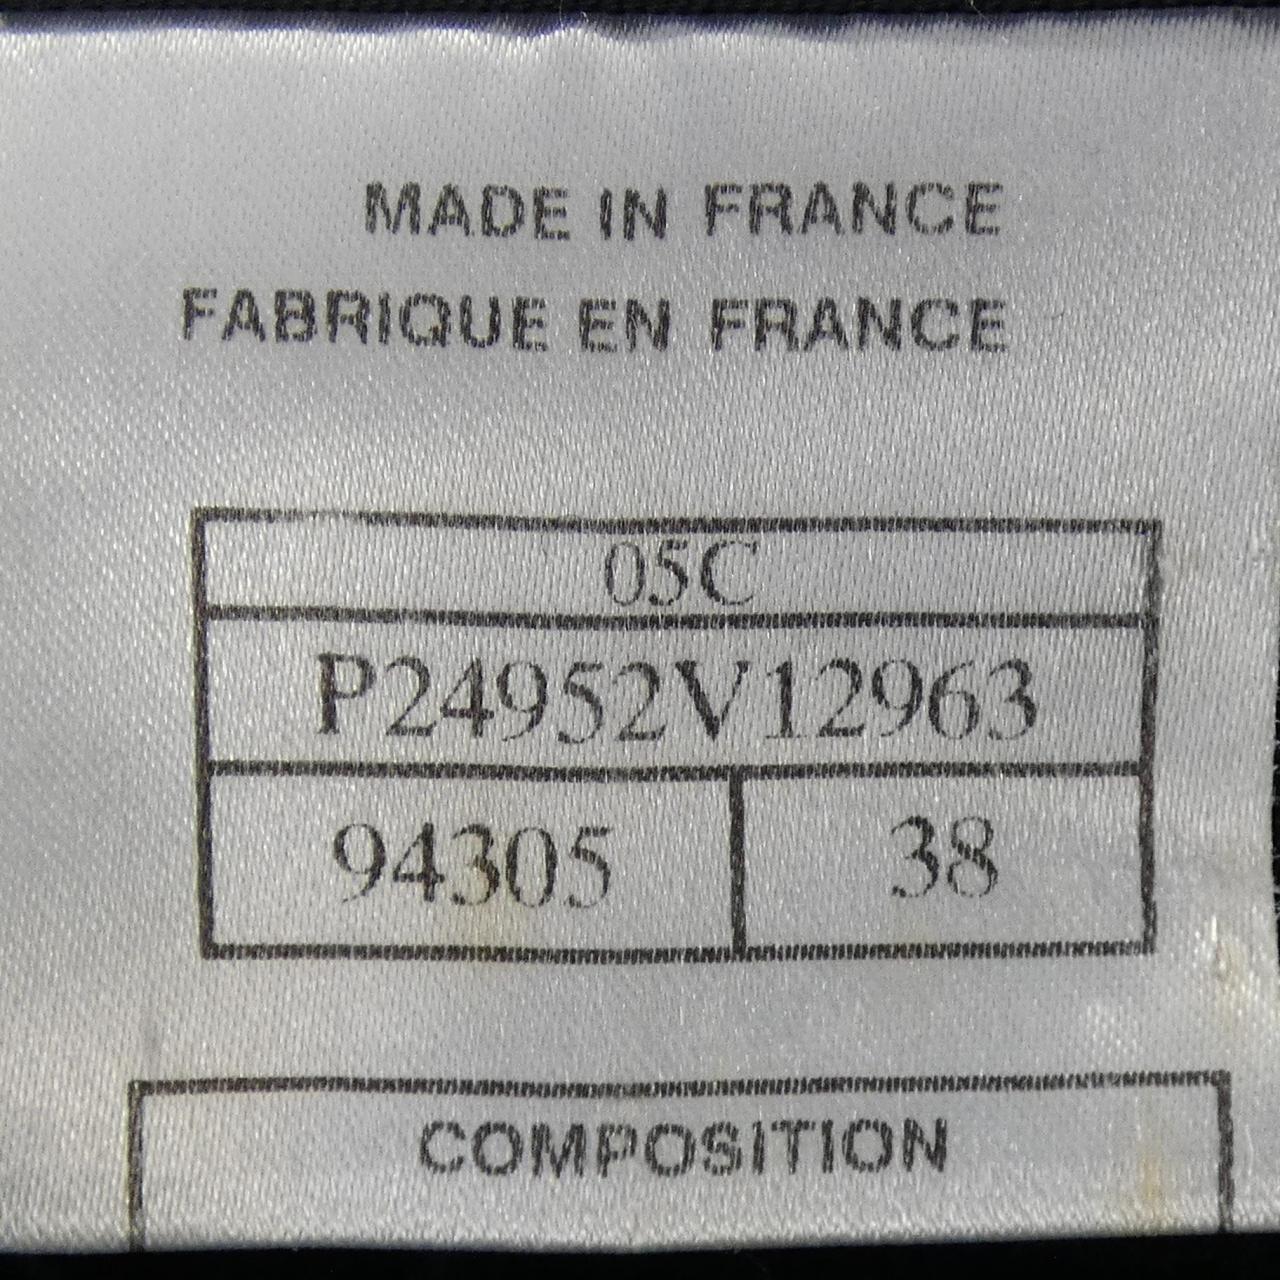 MADE IN FRANCE
FABRIQUE EN FRANCE
05C
P24952V12963
94305 38
COMPOSITION